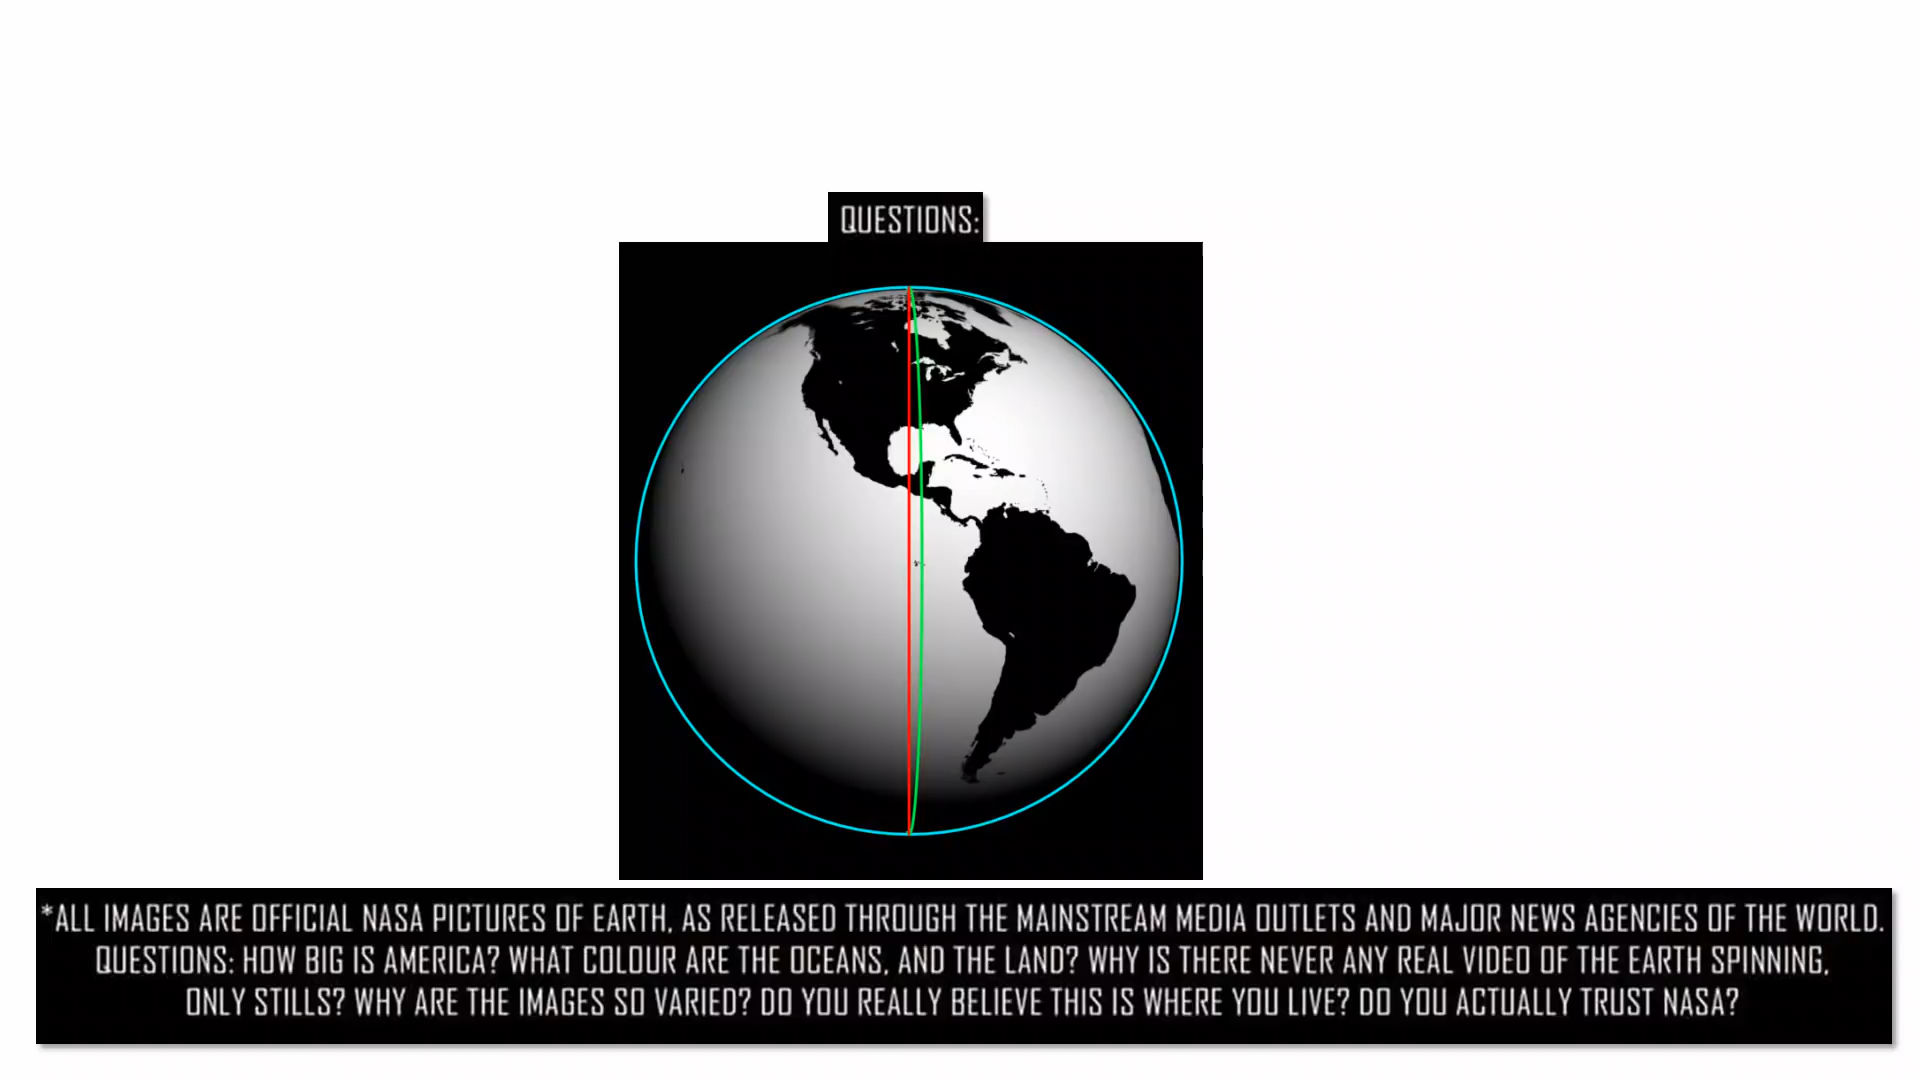 QUESTIONS:
*ALL IMAGES ARE OFFICIAL NASA PICTURES OF EARTH, AS RELEASED THROUGH THE MAINSTREAM MEDIA OUTLETS AND MAJOR NEWS AGENCIES OF THE WORLD.
QUESTIONS: HOW BIG IS AMERICA? WHAT COLOUR ARE THE OCEANS, AND THE LAND? WHY IS THERE NEVER ANY REAL VIDEO OF THE EARTH SPINNING,
ONLY STILLS? WHY ARE THE IMAGES SO VARIED? DO YOU REALLY BELIEVE THIS IS WHERE YOU LIVE? DO YOU ACTUALLY TRUST NASA?